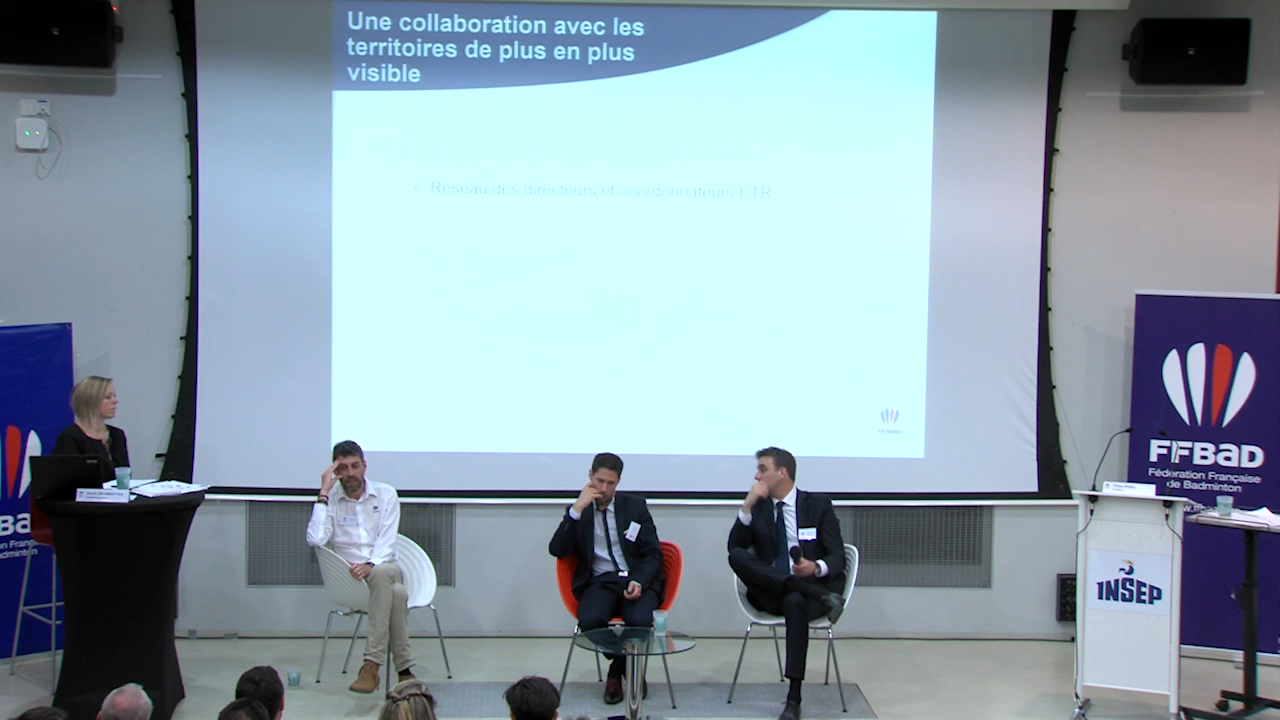 Une collaboration avec les
territoires de plus en plus
visible
• Réseau des directeurs et coordonnateurs ETR
FFBaD
FFBaD
Fédération Française
de Badminton
INSEP